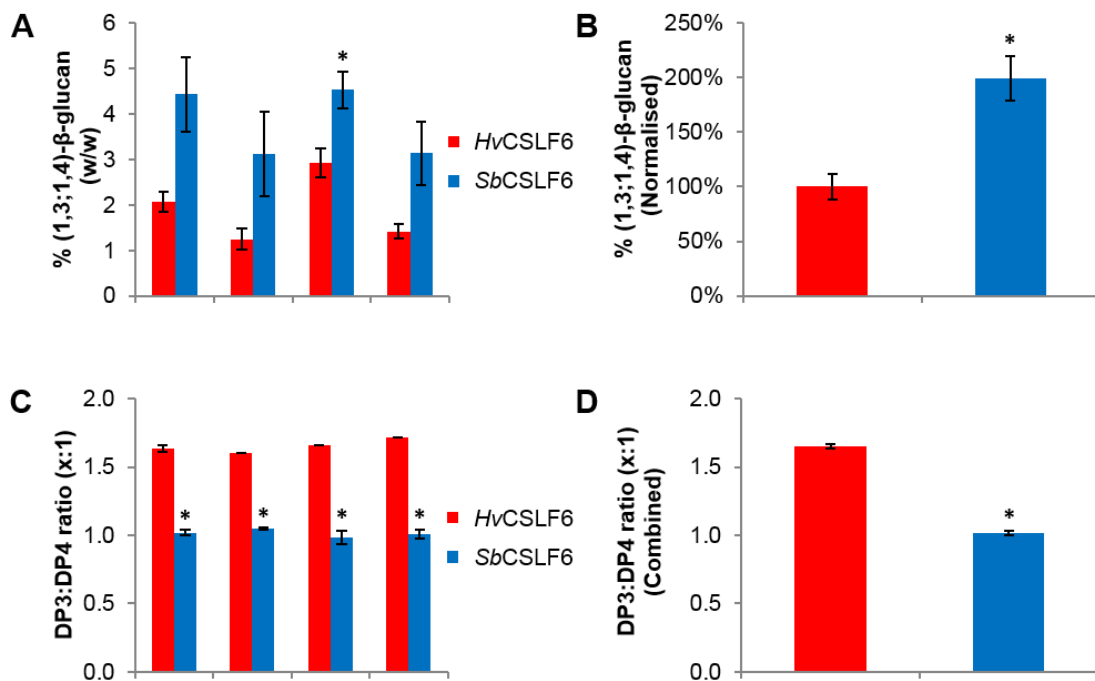 A
% (1,3;1,4)-β-glucan
(w/w)
6
5
4
3
2
1
0
*
HvCSLF6
SbCSLF6
B
% (1,3;1,4)-β-glucan
(Normalised)
250%
200%
150%
100%
50%
0%
*
C
DP3:DP4 ratio (x:1)
2.0
1.5
1.0
0.5
0.0
* * * *
HvCSLF6
SbCSLF6
D
DP3:DP4 ratio (x:1)
(Combined)
2.0
1.5
1.0
0.5
0.0
*